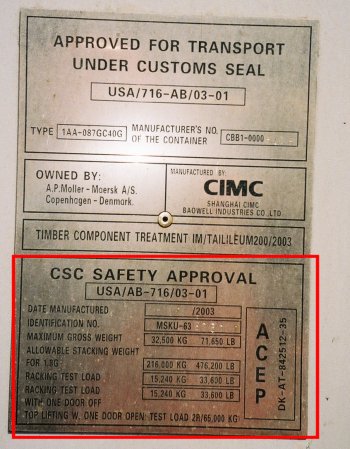 APPROVED FOR TRANSPORT
UNDER CUSTOMS SEAL
USA/716-AB/03-01
TYPE 1AA-087GC40G MANUFACTURER'S NO. OF THE CONTAINER CBB1-0000
OWNED BY:
A.P.Moller - Maersk A/S.
Copenhagen - Denmark.
MANUFACTURED BY:
CIMC
SHANGHAI CIMC
BAOWELL INDUSTRIES CO.LTD
TIMBER COMPONENT TREATMENT IM/TAILILEUM200/2003
CSC SAFETY APPROVAL
USA/AB-716/03-01
DATE MANUFACTURED /2003
IDENTIFICATION NO. MSKU-63
MAXIMUM GROSS WEIGHT 32,500 KG 71,650 LB
ALLOWABLE STACKING WEIGHT
FOR 1.8G 216,000 KG 476,200 LB
RACKING TEST LOAD 15,240 KG 33,600 LB
RACKING TEST LOAD 15,240 KG 33,600 LB
WITH ONE DOOR OFF
TOP LIFTING W. ONE DOOR OPEN: TEST LOAD 2R/65,000 KG
ACEP
DK-AT-842512-35